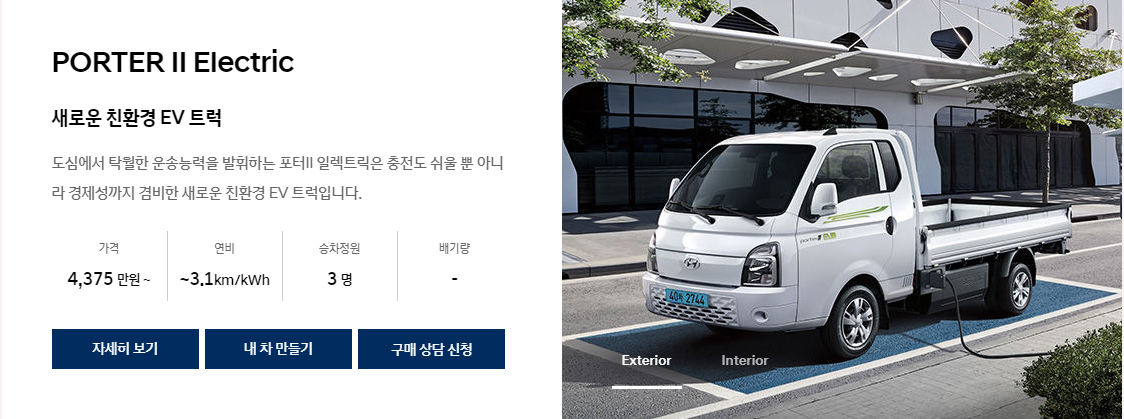 PORTER II Electric
새로운 친환경 EV 트럭
도심에서 탁월한 운송능력을 발휘하는 포터II 일렉트릭은 충전도 쉬울 뿐 아니
라 경제성까지 겸비한 새로운 친환경 EV 트럭입니다.
가격 연비 승차정원 배기량
4,375 만원 ~ ~3.1km/kWh 3 명 -
자세히 보기 내 차 만들기 구매 상담 신청
porter II EV
2744
Exterior Interior